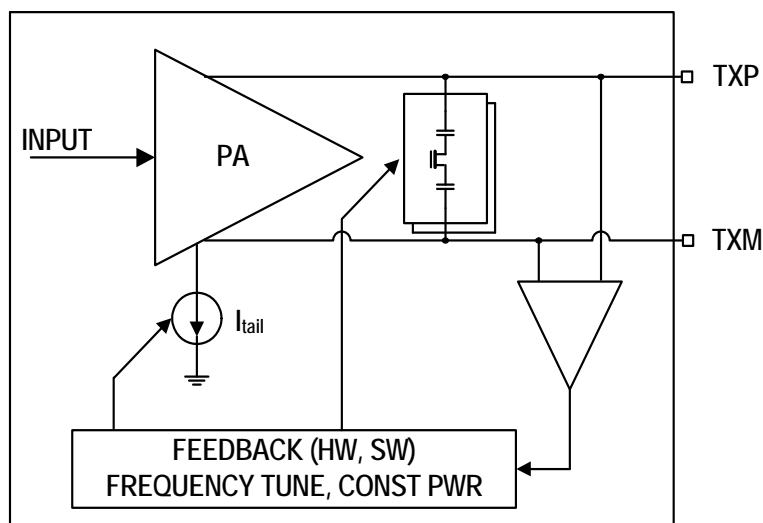 TXP
INPUT
PA
TXM
Itail
FEEDBACK (HW, SW)
FREQUENCY TUNE, CONST PWR